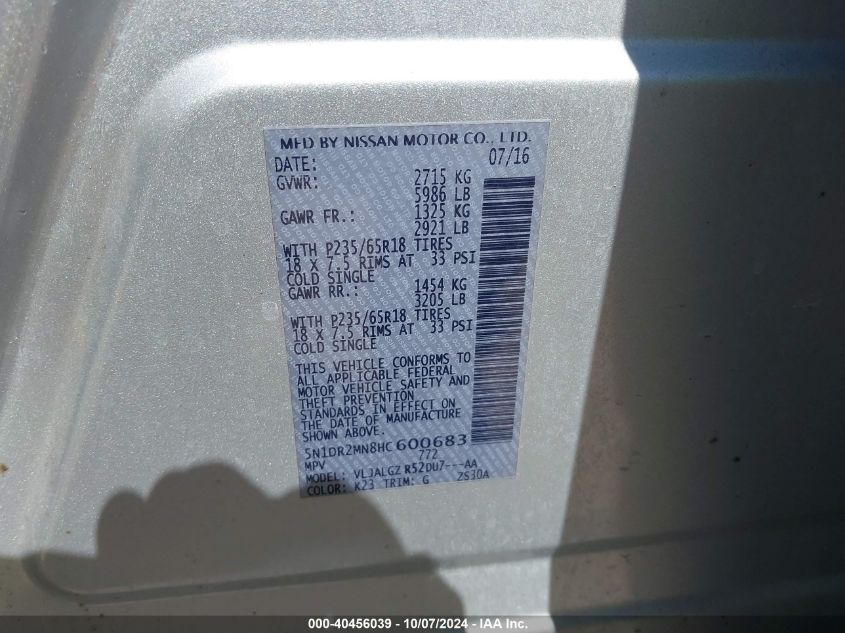 MFD BY NISSAN MOTOR CO., LTD.
DATE: 07/16
GVWR: 2715 KG
5986 LB
GAWR FR.: 1325 KG
2921 LB
WITH P235/65R18 TIRES
18 X 7.5 RIMS AT 33 PSI
COLD SINGLE
GAWR RR.: 1454 KG
3205 LB
WITH P235/65R18 TIRES
18 X 7.5 RIMS AT 33 PSI
COLD SINGLE
THIS VEHICLE CONFORMS TO
ALL APPLICABLE FEDERAL
MOTOR VEHICLE SAFETY AND
THEFT PREVENTION
STANDARDS IN EFFECT ON
THE DATE OF MANUFACTURE
SHOWN ABOVE.
5N1DR2MN8HC600683
MPV 772
MODEL: VLJALGZ R52DU7---AA
COLOR: K23 TRIM: G ZS30A
000-40456039 - 10/07/2024 - IAA Inc.